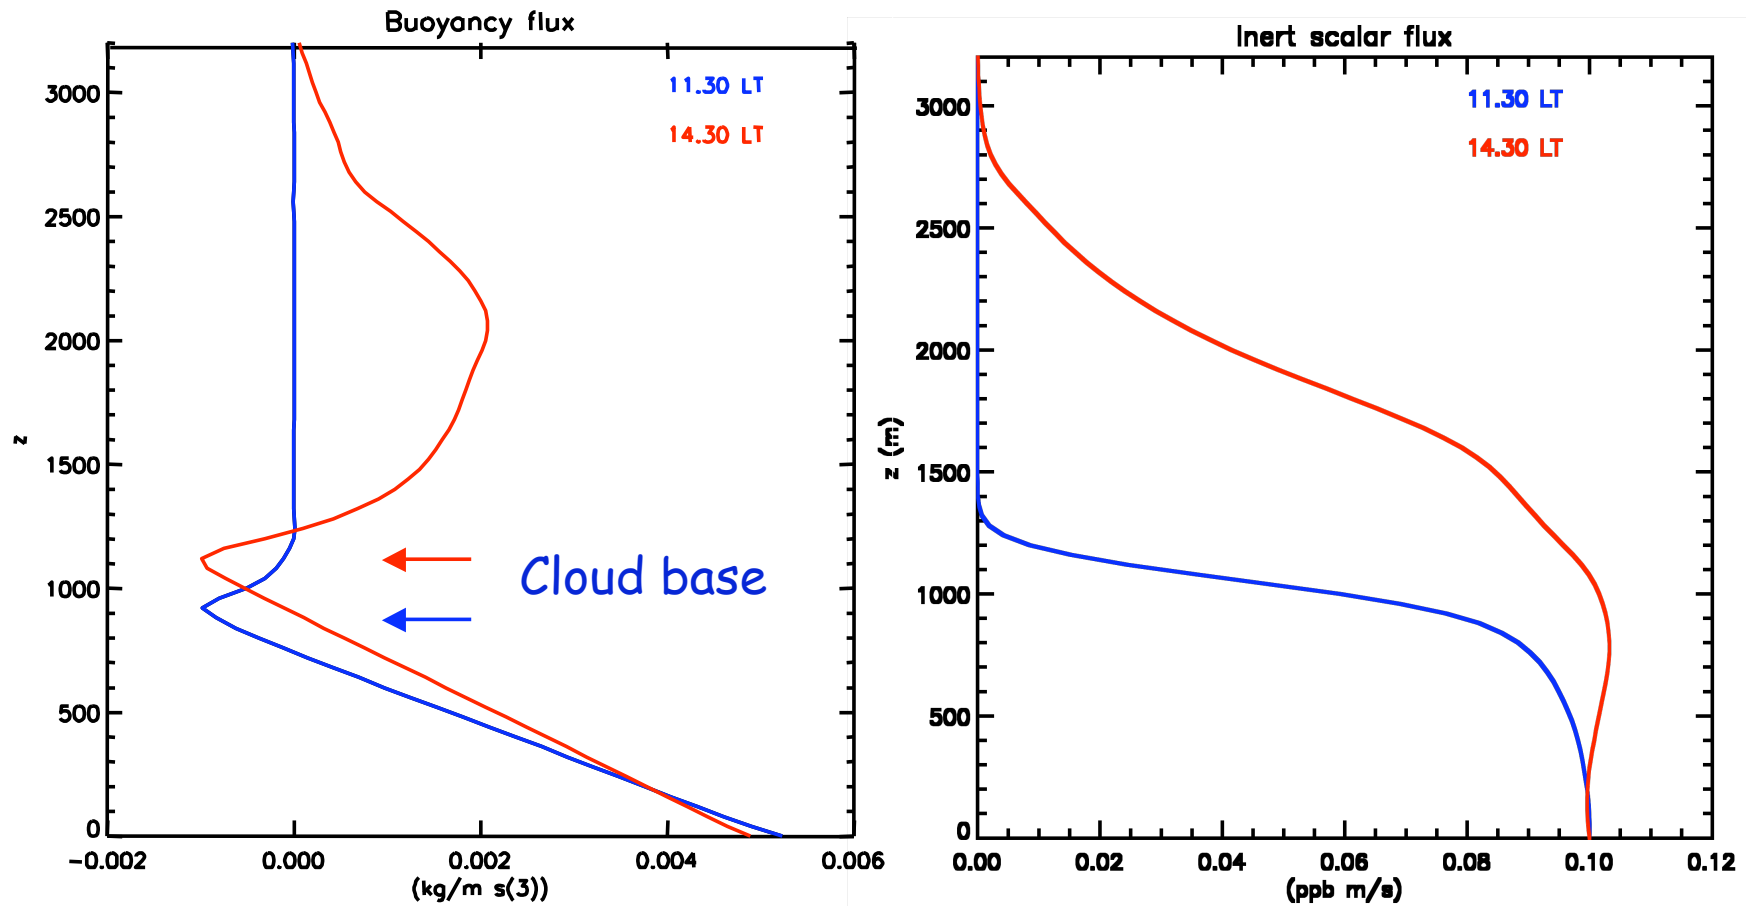 Buoyancy flux
11.30 LT
14.30 LT
3000
2500
2000
1500
1000
500
0
z
Cloud base
-0.002 0.000 0.002 0.004 0.006
(kg/m s(3))
Inert scalar flux
11.30 LT
14.30 LT
3000
2500
2000
1500
1000
500
0
z (m)
0.00 0.02 0.04 0.06 0.08 0.10 0.12
(ppb m/s)